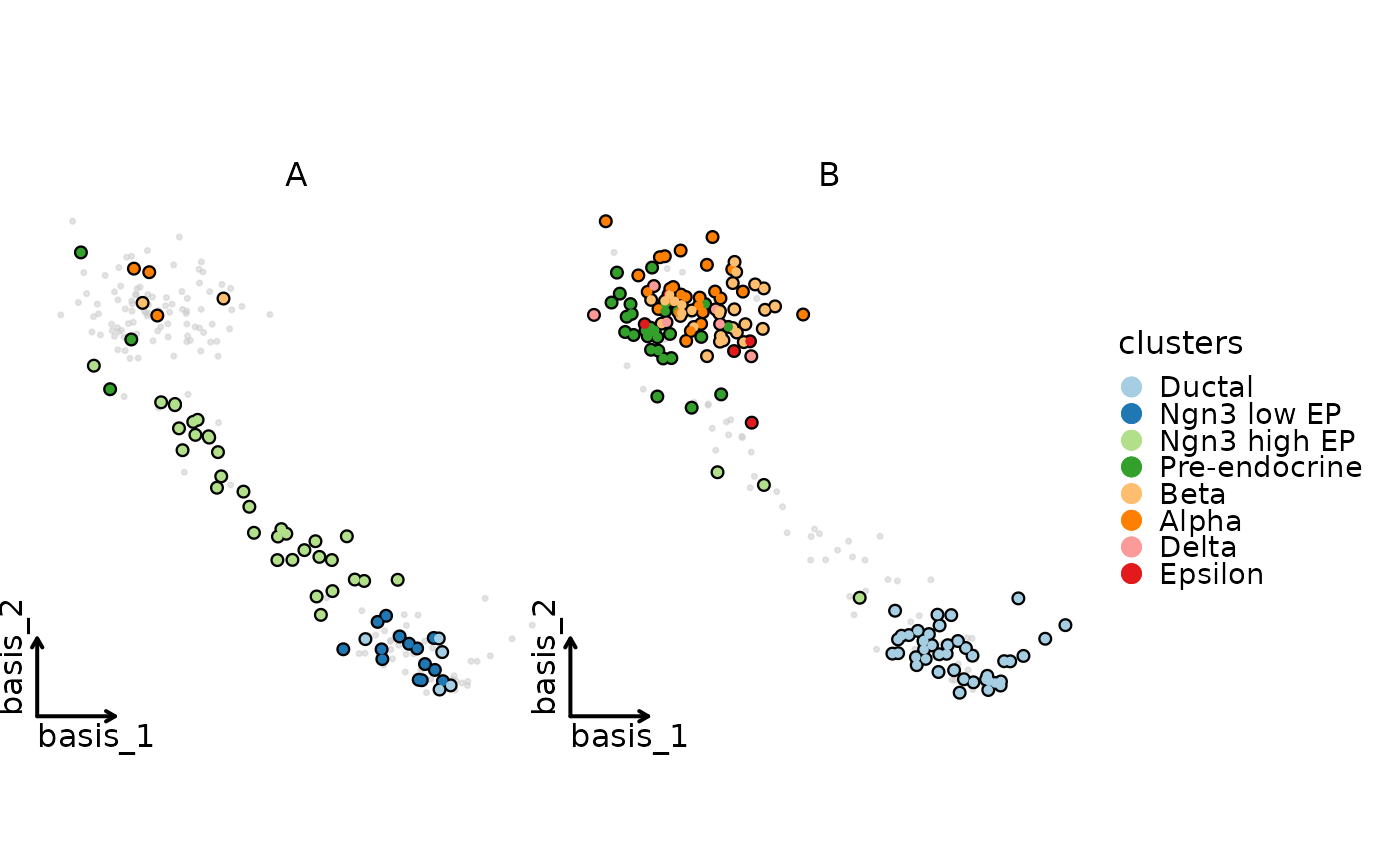 A
B
clusters
Ductal
Ngn3 low EP
Ngn3 high EP
Pre-endocrine
Beta
Alpha
Delta
Epsilon
basis_2
basis_1
basis_2
basis_1